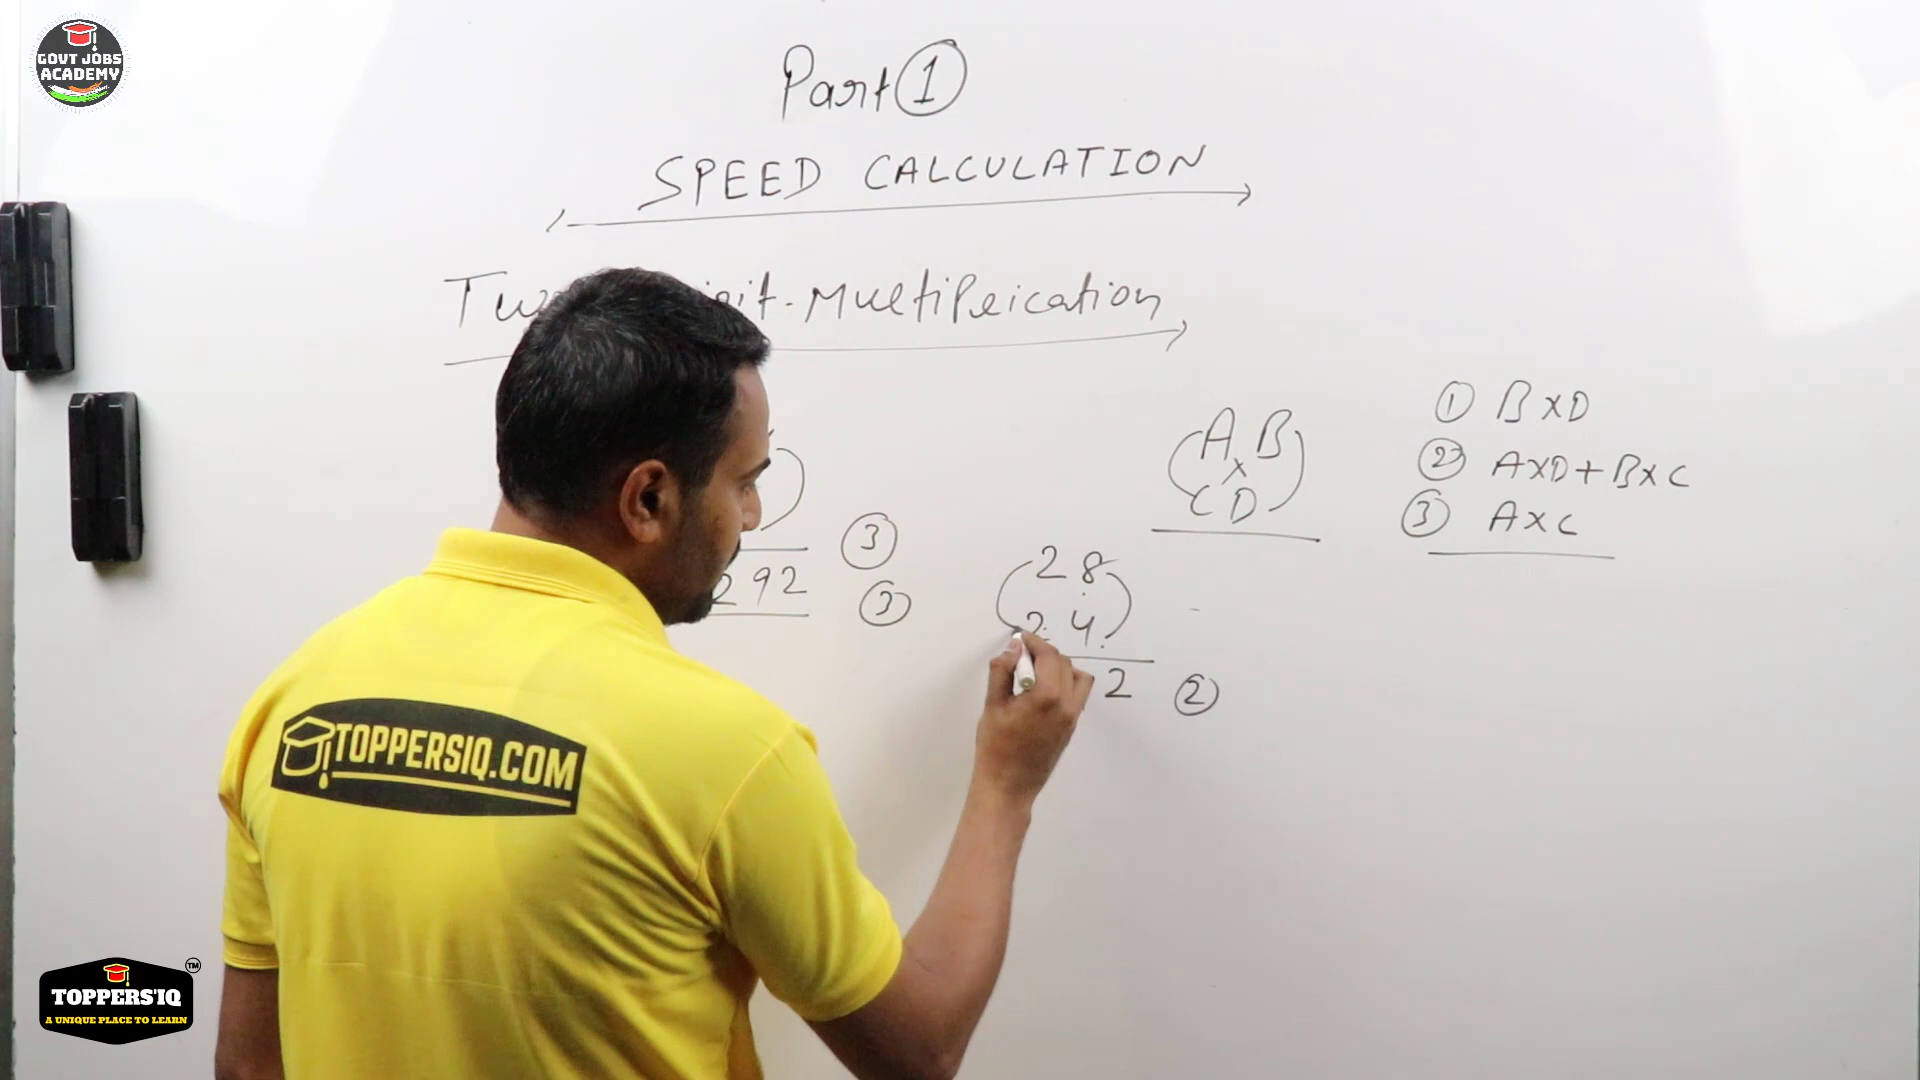 GOVT JOBS
ACADEMY
Part 1
SPEED CALCULATION
Multipleication
A B
×
C D
① B×D
② A×D+B×C
③ A×C
292
③
③
2 8
2 4
2
②
TOPPERSIQ.COM
TOPPERS'IQ
TM
A UNIQUE PLACE TO LEARN